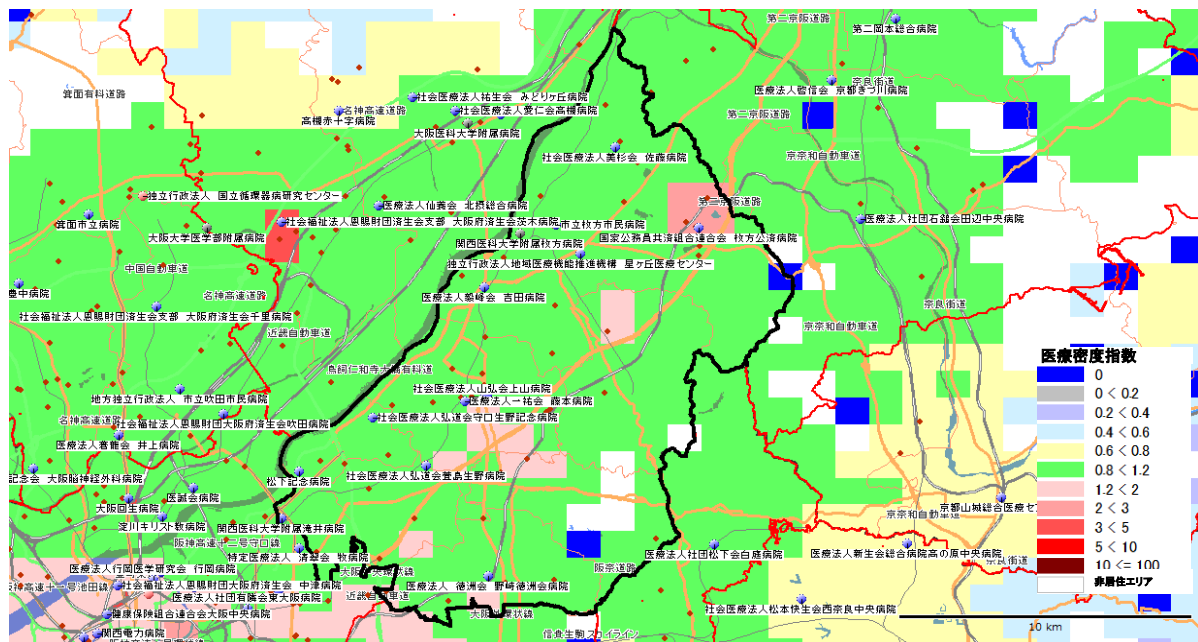 第二京阪道路
第二岡本総合病院
箕面有料道路
奈良街道
医療法人啓信会 京都きづ川病院
社会医療法人祐生会 みどりヶ丘病院
名神高速道路
社会医療法人愛仁会高槻病院
高槻赤十字病院
大阪医科大学附属病院
第二京阪道路
京奈和自動車道
社会医療法人美杉会 佐藤病院
独立行政法人 国立循環器病研究センター
第二京阪道路
箕面市立病院
医療法人仙養会 北摂総合病院
社会福祉法人恩賜財団済生会支部 大阪府済生会茨木病院
市立枚方市民病院
医療法人社団石鎚会田辺中央病院
大阪大学医学部附属病院
関西医科大学附属枚方病院
国家公務員共済組合連合会 枚方公済病院
中国自動車道
独立行政法人地域医療機能推進機構 星ヶ丘医療センター
京奈和自動車道
豊中病院
名神高速道路
医療法人 吉田病院
奈良街道
社会福祉法人恩賜財団済生会支部 大阪府済生会千里病院
近畿自動車道
京奈和自動車道
鳥飼仁和寺大橋有料道
医療密度指数
0
0 < 0.2
0.2 < 0.4
0.4 < 0.6
0.6 < 0.8
0.8 < 1.2
1.2 < 2
2 < 3
3 < 5
5 < 10
10 <= 100
非居住エリア
地方独立行政法人 市立吹田市民病院
社会医療法人山弘会上山病院
医療法人一祐会 藤本病院
名神高速道路
社会福祉法人恩賜財団大阪府済生会吹田病院
社会医療法人弘道会守口生野記念病院
医療法人 井上病院
記念会 大阪脳神経外科病院
松下記念病院
社会医療法人弘道会萱島生野病院
医誠会病院
大阪回生病院
京都山城総合医療セ
京奈和自動車道
淀川キリスト教病院
関西医科大学附属滝井病院
阪神高速十二号守口線
特定医療法人 清翠会 牧病院
医療法人社団松下会白庭病院
医療法人新生会総合病院高の原中央病院
奈良街道
医療法人行岡医学研究会 行岡病院
阪奈道路
阪神高速十一号池田線
社会福祉法人恩賜財団大阪府済生会 中津病院
近畿自動車道
医療法人 徳洲会 野崎徳洲会病院
医療法人社団有隣会東大阪病院
社会医療法人松本快生会西奈良中央病院
健康保険組合連合会大阪中央病院
10 km
関西電力病院
信貴生駒スカイライン